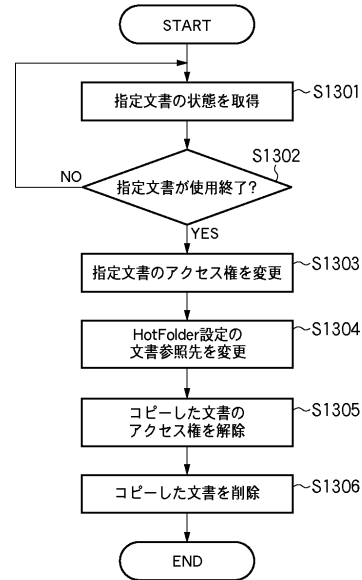 START
指定文書の状態を取得
S1301
S1302
指定文書が使用終了?
NO
YES
指定文書のアクセス権を変更
S1303
HotFolder設定の
文書参照先を変更
S1304
コピーした文書の
アクセス権を解除
S1305
コピーした文書を削除
S1306
END